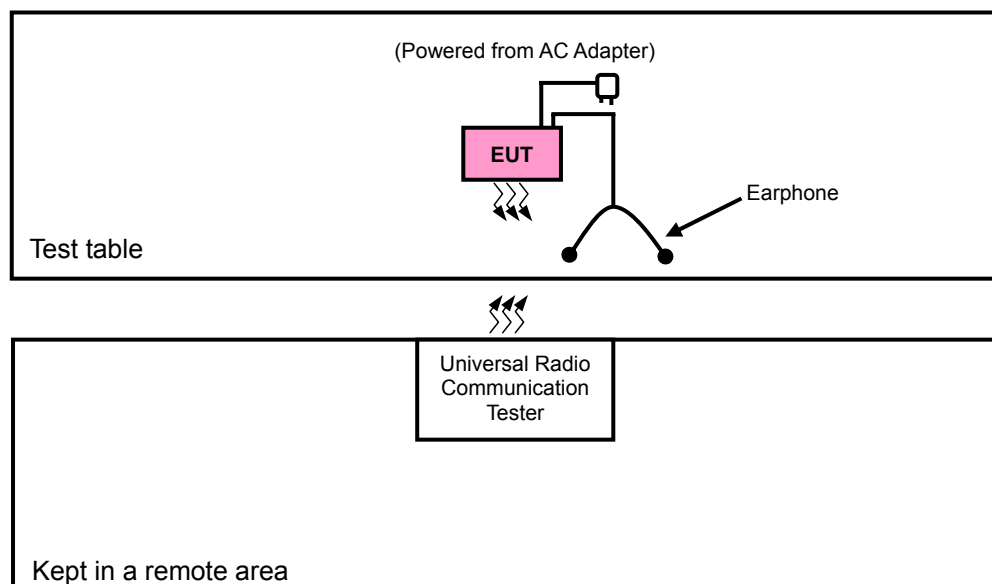 (Powered from AC Adapter)
EUT
Earphone
Test table
Universal Radio
Communication
Tester
Kept in a remote area